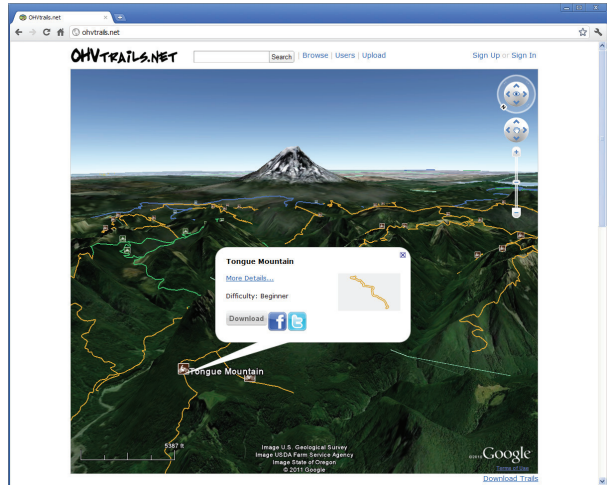 OHVtrails.net
ohvtrails.net
OHVTRAILS.NET
Search | Browse | Users | Upload
Sign Up or Sign In
Tongue Mountain
More Details...
Difficulty: Beginner
Download
Tongue Mountain
5387 ft
Image U.S. Geological Survey
Image USDA Farm Service Agency
Image State of Oregon
© 2011 Google
©2010 Google
Terms of Use
Download Trails